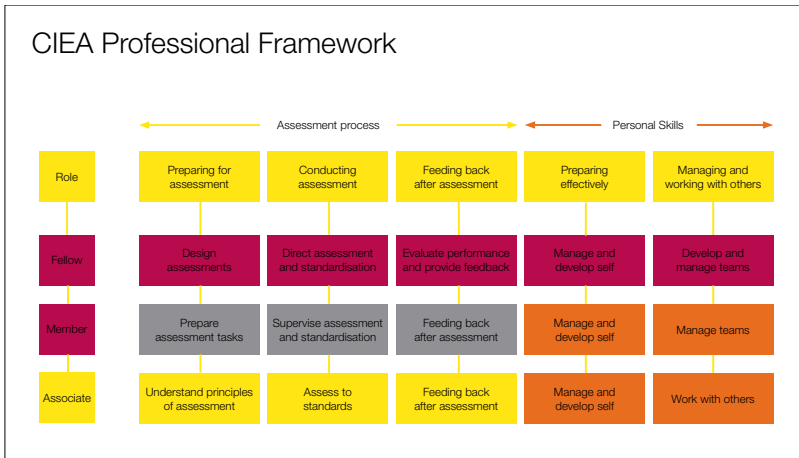 CIEA Professional Framework
Assessment process
Personal Skills
Role
Preparing for
assessment
Conducting
assessment
Feeding back
after assessment
Preparing
effectively
Managing and
working with others
Fellow
Design
assessments
Direct assessment
and standardisation
Evaluate performance
and provide feedback
Manage and
develop self
Develop and
manage teams
Member
Prepare
assessment tasks
Supervise assessment
and standardisation
Feeding back
after assessment
Manage and
develop self
Manage teams
Associate
Understand principles
of assessment
Assess to
standards
Feeding back
after assessment
Manage and
develop self
Work with others